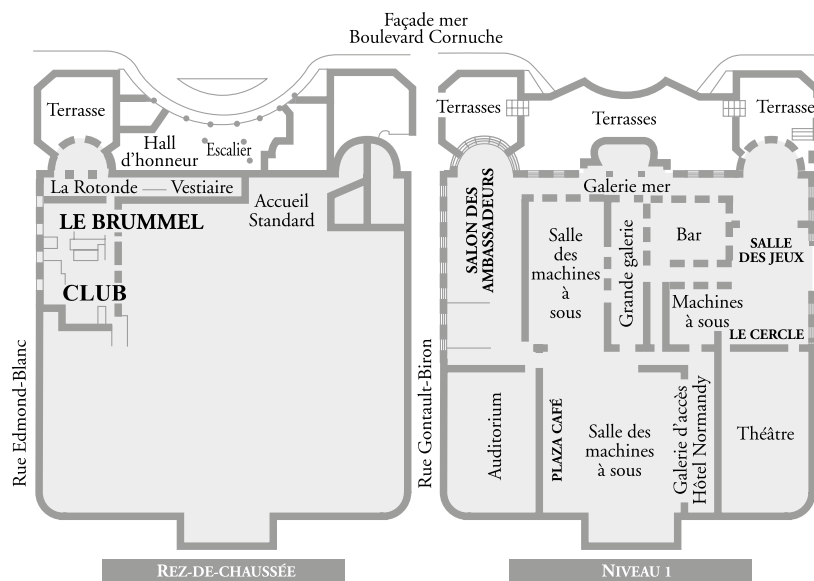 Façade mer
Boulevard Cornuche
Terrasse
Hall
d'honneur
Escalier
La Rotonde
Vestiaire
Accueil
Standard
LE BRUMMEL
CLUB
Rue Edmond-Blanc
REZ-DE-CHAUSSÉE
Rue Gontault-Biron
Terrasses
Terrasses
Terrasse
Galerie mer
SALON DES
AMBASSADEURS
Salle
des
machines
à
sous
Grande galerie
Bar
SALLE
DES JEUX
Machines
à sous
LE CERCLE
Auditorium
PLAZA CAFÉ
Salle des
machines
à sous
Galerie d'accès
Hôtel Normandy
Théâtre
NIVEAU 1